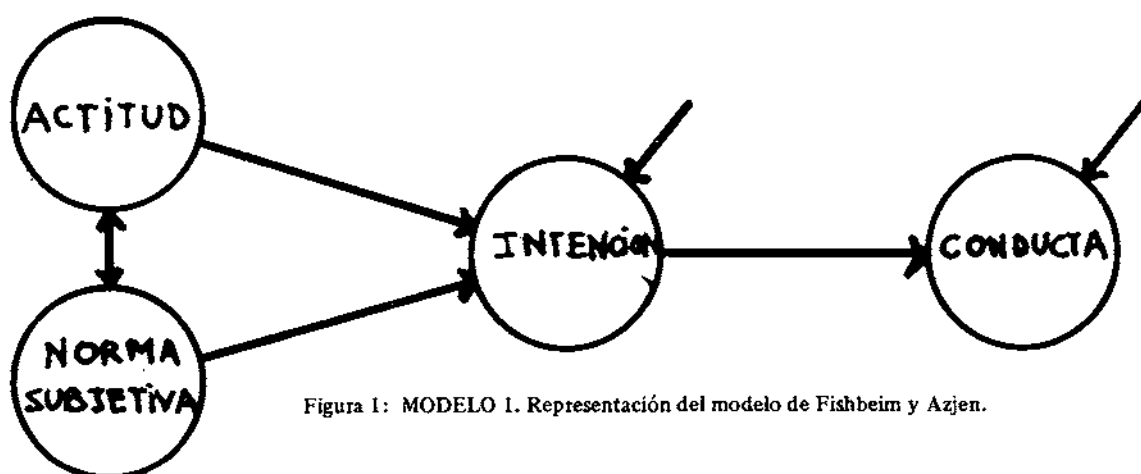 ACTITUD
INTENCIÓN
CONDUCTA
NORMA
SUBJETIVA
Figura 1: MODELO 1. Representación del modelo de Fishbeim y Azjen.